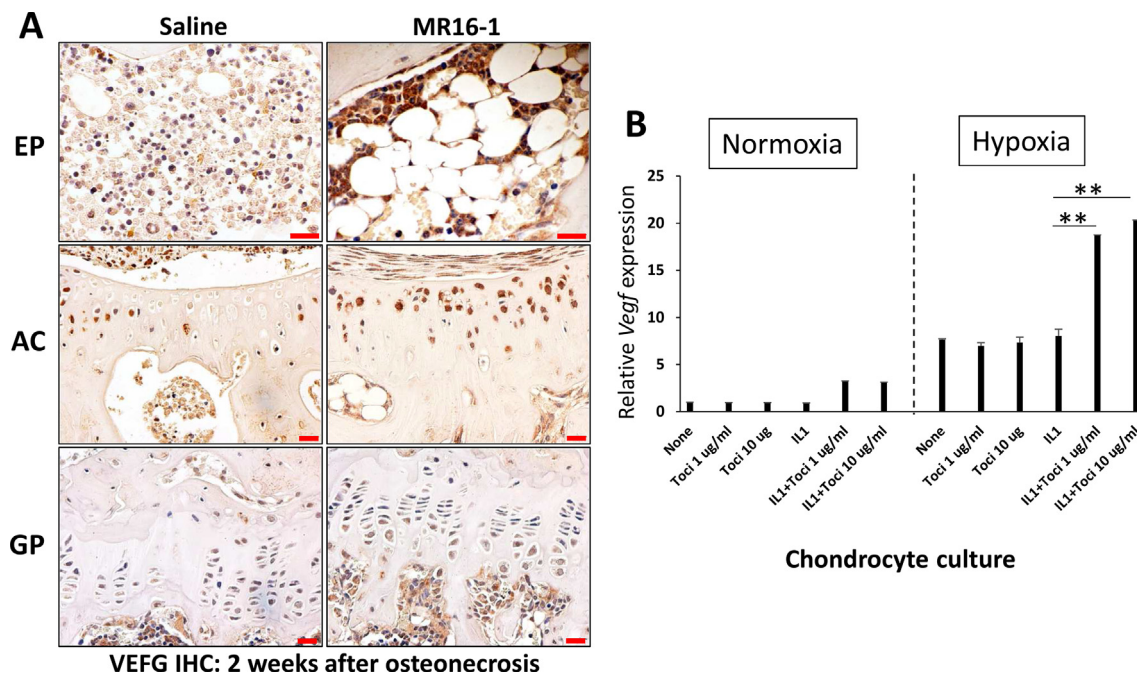 A
Saline
MR16-1
EP
AC
GP
VEFG IHC: 2 weeks after osteonecrosis
B
Normoxia
Hypoxia
Relative Vegf expression
25
20
15
10
5
0
**
**
None
Toci 1 ug/ml
Toci 10 ug
IL1
IL1+Toci 1 ug/ml
IL1+Toci 10 ug/ml
None
Toci 1 ug/ml
Toci 10 ug
IL1
IL1+Toci 1 ug/ml
IL1+Toci 10 ug/ml
Chondrocyte culture